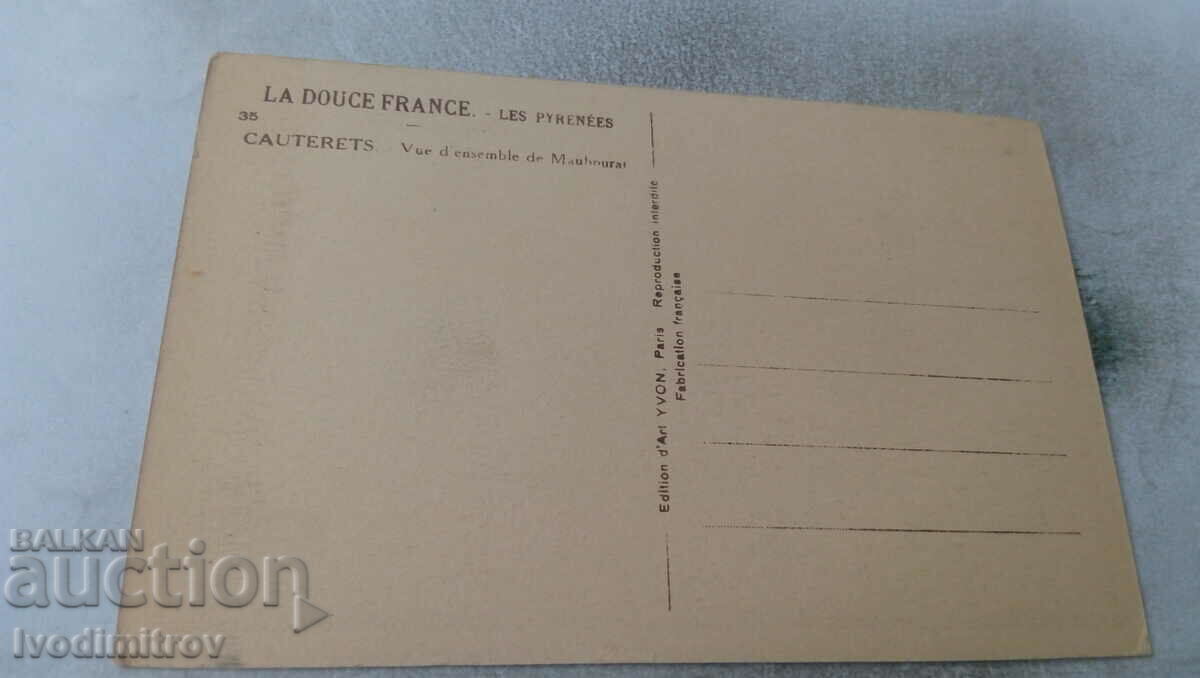 LA DOUCE FRANCE. - LES PYRENÉES
35
CAUTERETS. - Vue d'ensemble de Mauhourat
Edition d'Art YVON, Paris Reproduction interdite
Fabrication française
BALKAN
auction
Ivodimitrov